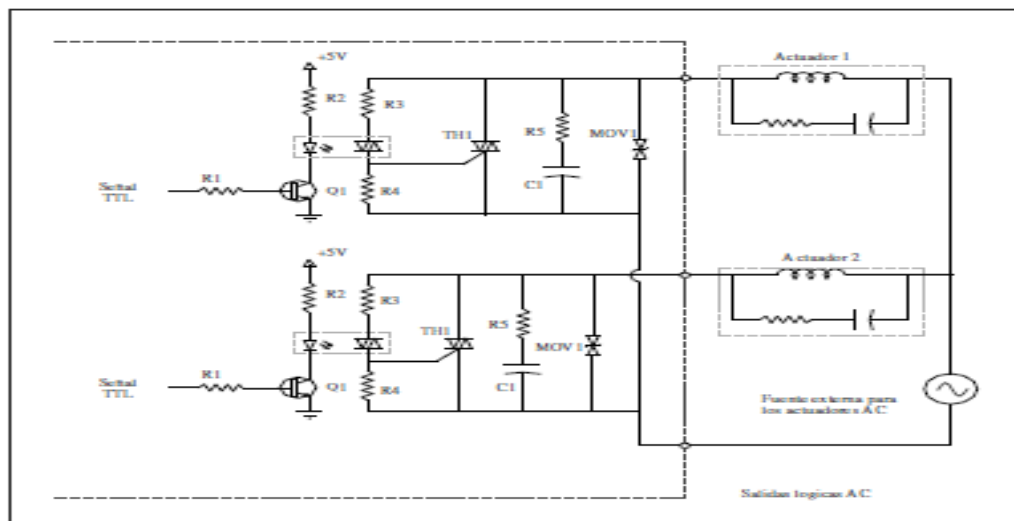 Actuador 1
+5V
R2
R3
TH1
R5
MOV1
C1
Señal
TTL
R1
Q1
R4
+5V
Actuador 2
R2
R3
TH1
R5
MOV1
C1
Señal
TTL
R1
Q1
R4
Fuente externa para
los actuadores AC
Salidas logicas AC